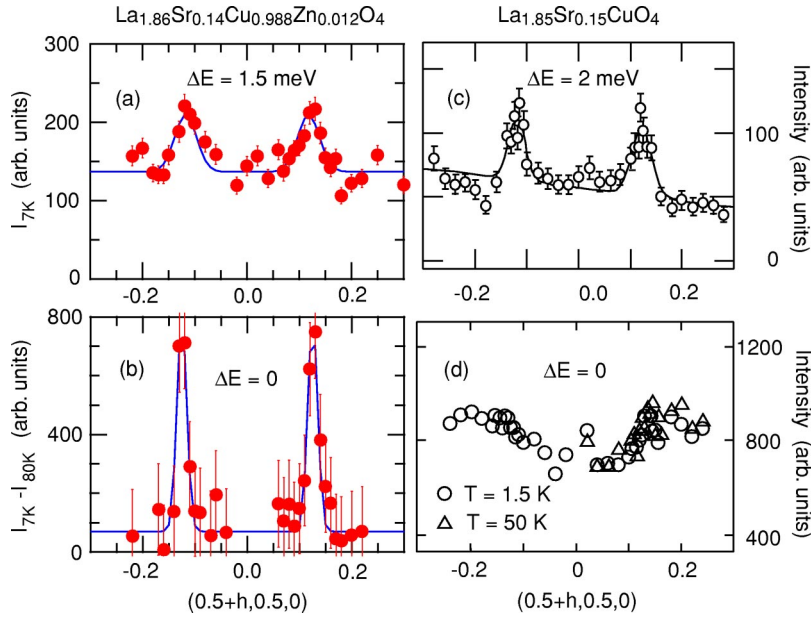 La1.86Sr0.14Cu0.988Zn0.012O4
La1.85Sr0.15CuO4
300
200
100
0
I7K (arb. units)
(a)
ΔE = 1.5 meV
-0.2
0.0
0.2
(c)
ΔE = 2 meV
100
0
Intensity
(arb. units)
-0.2
0.0
0.2
800
400
0
I7K -I80K (arb. units)
(b)
ΔE = 0
-0.2
0.0
0.2
(0.5+h,0.5,0)
(d)
ΔE = 0
T = 1.5 K
T = 50 K
1200
800
400
Intensity
(arb. units)
-0.2
0
0.2
(0.5+h,0.5,0)